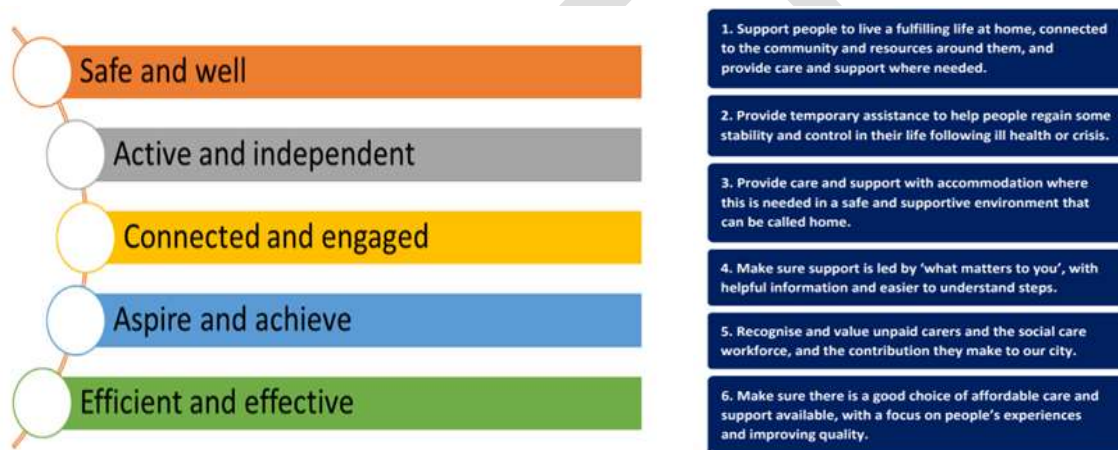 Safe and well
Active and independent
Connected and engaged
Aspire and achieve
Efficient and effective
1. Support people to live a fulfilling life at home, connected
to the community and resources around them, and
provide care and support where needed.
2. Provide temporary assistance to help people regain some
stability and control in their life following ill health or crisis.
3. Provide care and support with accommodation where
this is needed in a safe and supportive environment that
can be called home.
4. Make sure support is led by ‘what matters to you’, with
helpful information and easier to understand steps.
5. Recognise and value unpaid carers and the social care
workforce, and the contribution they make to our city.
6. Make sure there is a good choice of affordable care and
support available, with a focus on people’s experiences
and improving quality.